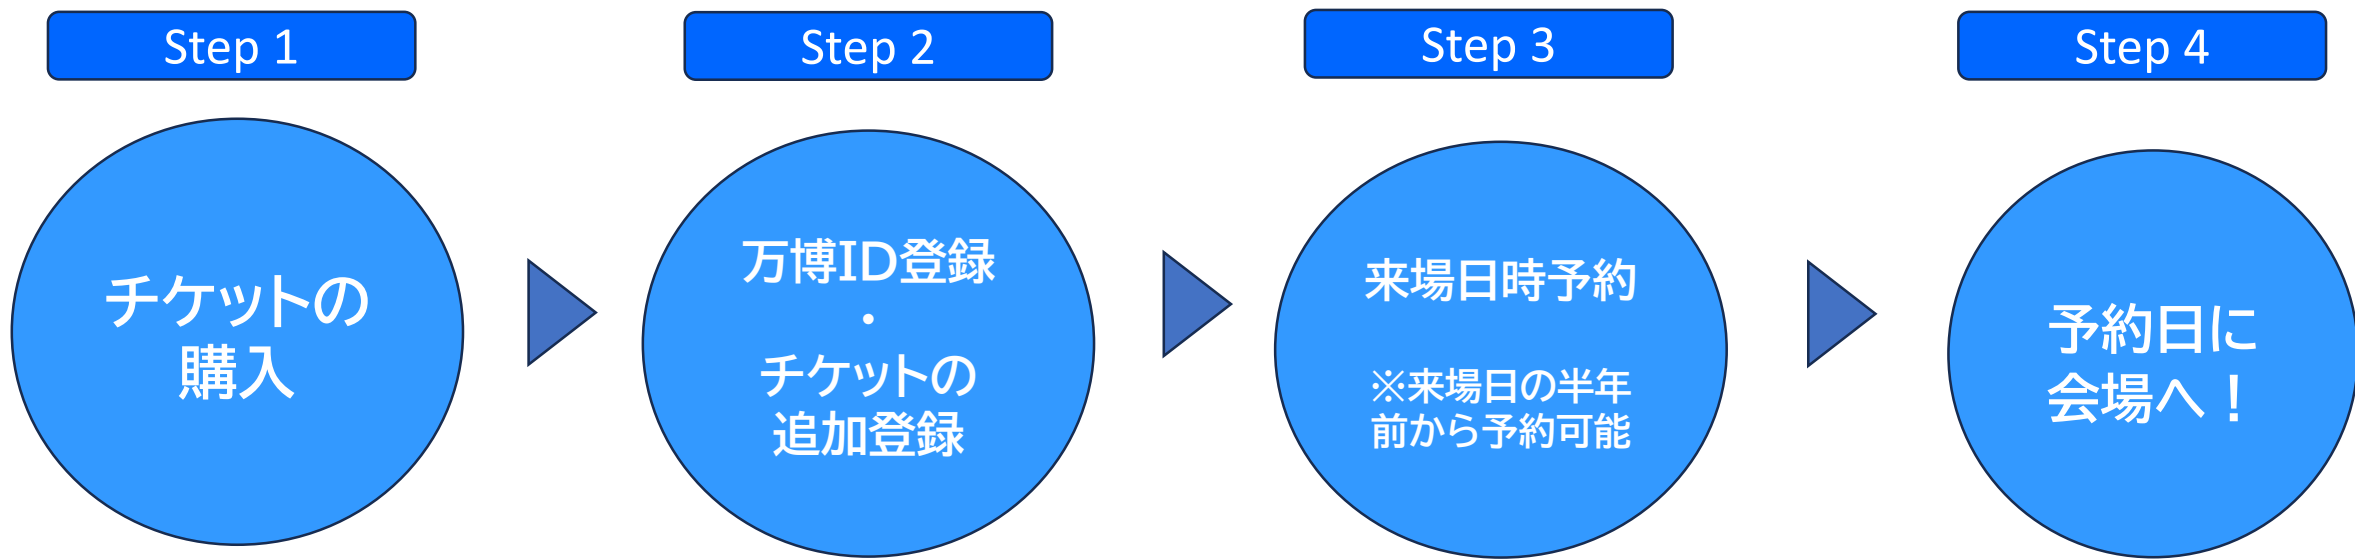 Step 1
チケットの
購入
Step 2
万博ID登録
・
チケットの
追加登録
Step 3
来場日時予約
※来場日の半年
前から予約可能
Step 4
予約日に
会場へ！